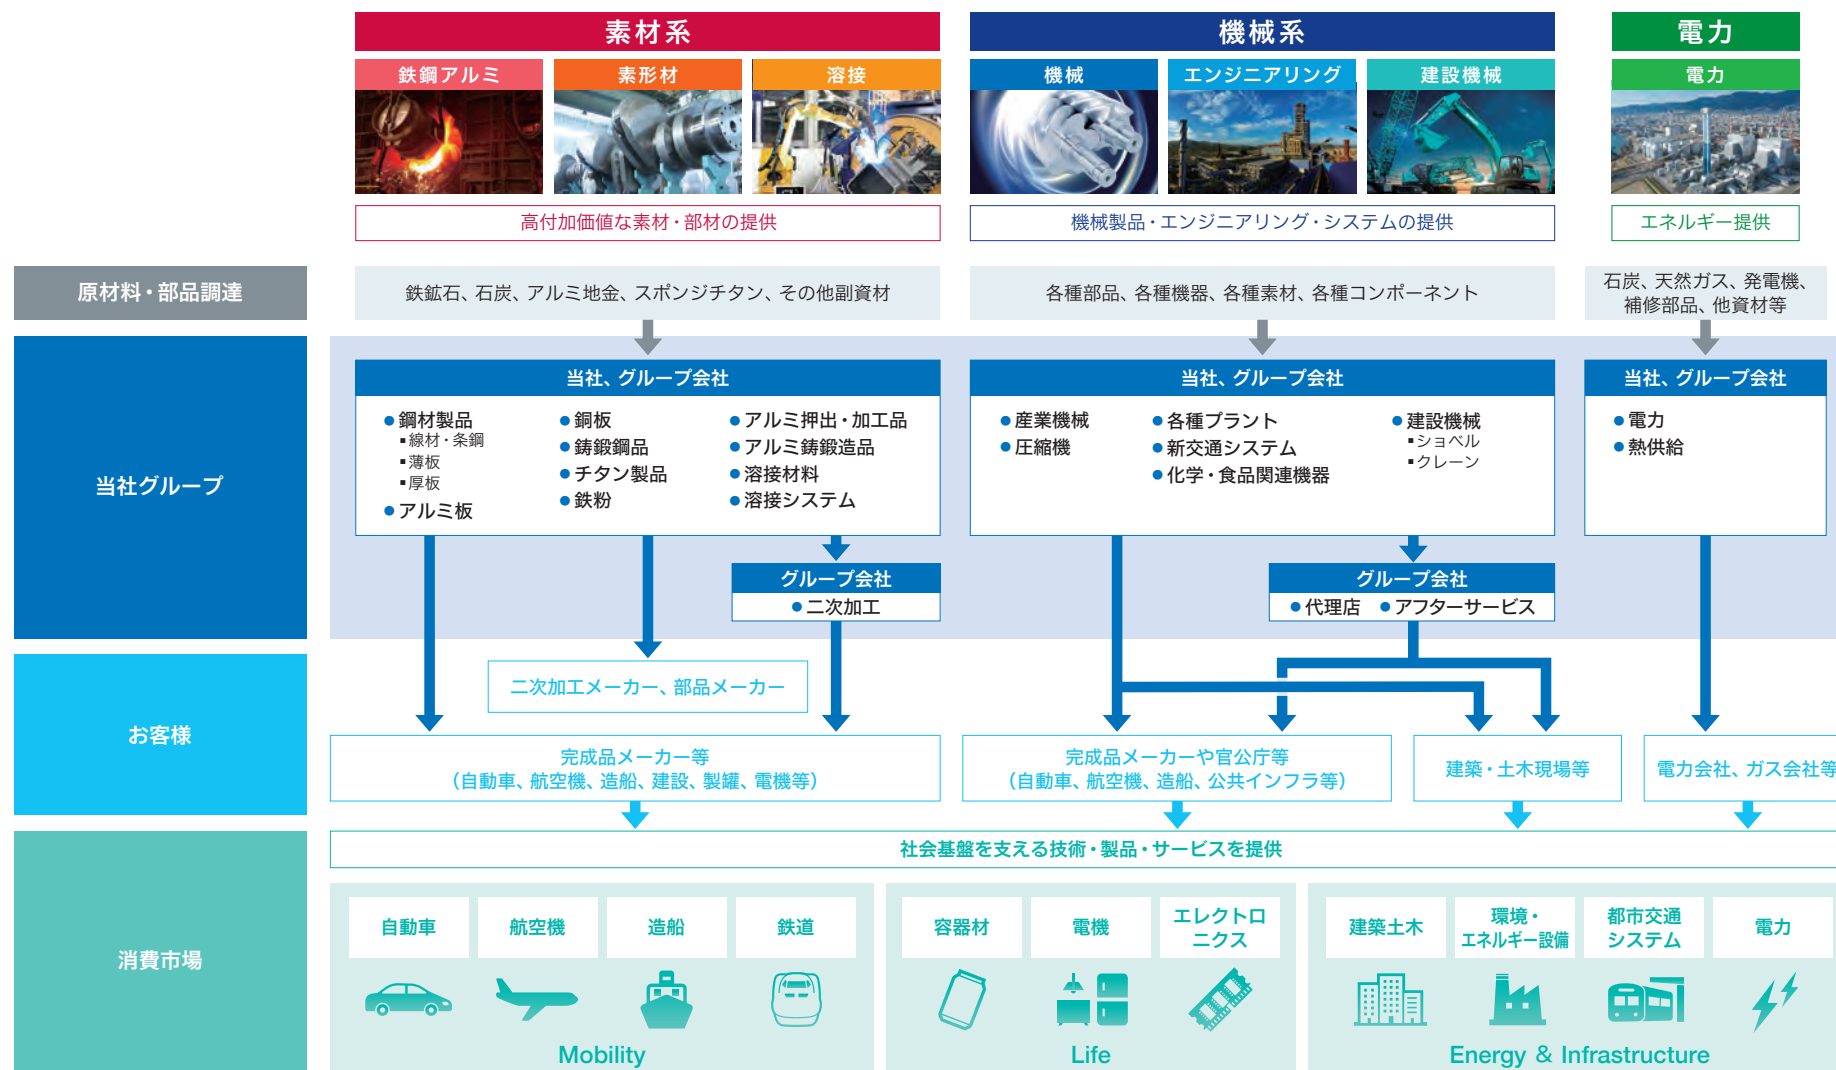 素材系
機械系
電力
鉄鋼アルミ
素形材
溶接
機械
エンジニアリング
建設機械
電力
高付加価値な素材・部材の提供
機械製品・エンジニアリング・システムの提供
エネルギー提供
原材料・部品調達
鉄鉱石、石炭、アルミ地金、スポンジチタン、その他副資材
各種部品、各種機器、各種素材、各種コンポーネント
石炭、天然ガス、発電機、
補修部品、他資材等
当社グループ
当社、グループ会社
●鋼材製品
▪線材・条鋼
▪薄板
▪厚板
●アルミ板
●銅板
●鋳鍛鋼品
●チタン製品
●鉄粉
●アルミ押出・加工品
●アルミ鋳鍛造品
●溶接材料
●溶接システム
グループ会社
●二次加工
当社、グループ会社
●産業機械
●圧縮機
●各種プラント
●新交通システム
●化学・食品関連機器
●建設機械
▪ショベル
▪クレーン
グループ会社
●代理店 ●アフターサービス
当社、グループ会社
●電力
●熱供給
お客様
二次加工メーカー、部品メーカー
完成品メーカー等
（自動車、航空機、造船、建設、製罐、電機等）
完成品メーカーや官公庁等
（自動車、航空機、造船、公共インフラ等）
建築・土木現場等
電力会社、ガス会社等
消費市場
社会基盤を支える技術・製品・サービスを提供
自動車
航空機
造船
鉄道
Mobility
容器材
電機
エレクトロ
ニクス
Life
建築土木
環境・
エネルギー設備
都市交通
システム
電力
Energy & Infrastructure